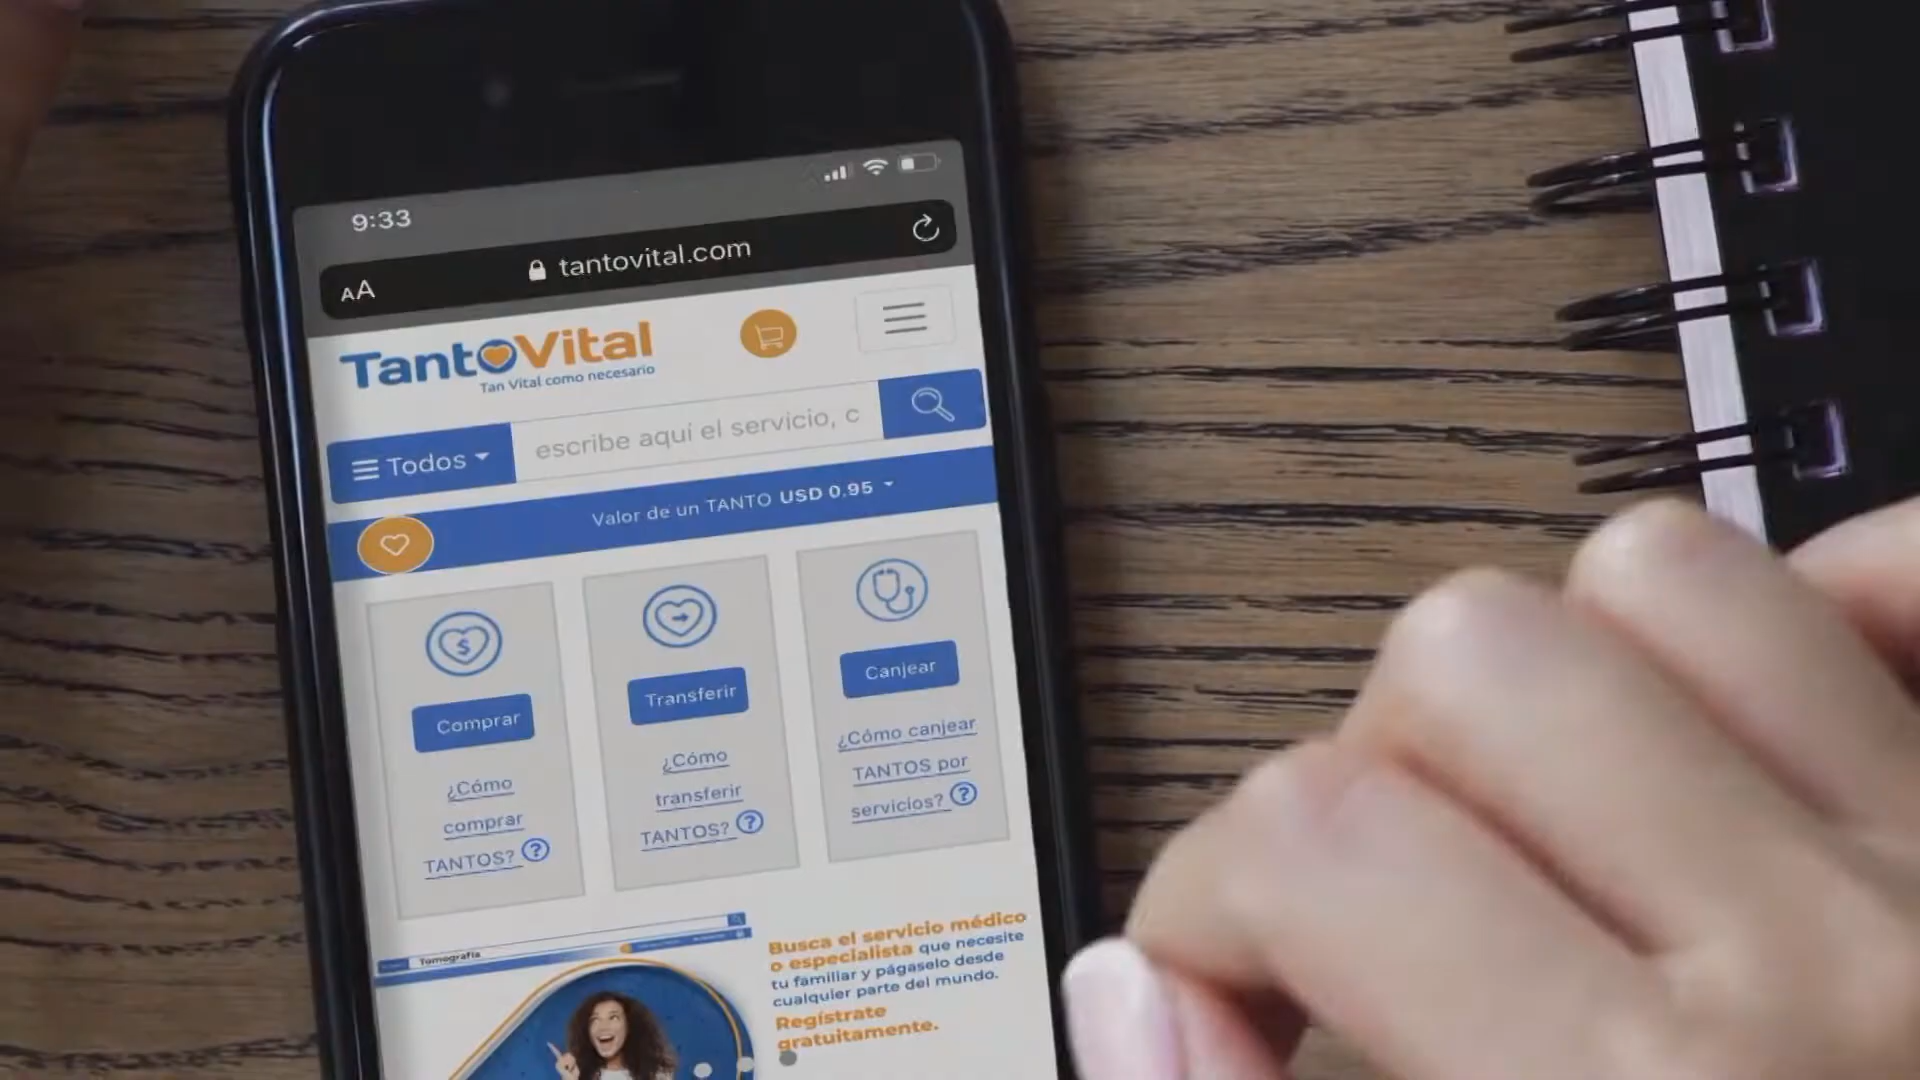 9:33
AA
tantovital.com
TantoVital
Tan Vital como necesario
Todos
escribe aquí el servicio, c
Valor de un TANTO USD 0.95
Comprar
¿Cómo
comprar
TANTOS? ?
Transferir
¿Cómo
transferir
TANTOS? ?
Canjear
¿Cómo canjear
TANTOS por
servicios? ?
Tomografía
Busca el servicio médico
o especialista que necesite
tu familiar y págaselo desde
cualquier parte del mundo.
Regístrate
gratuitamente.